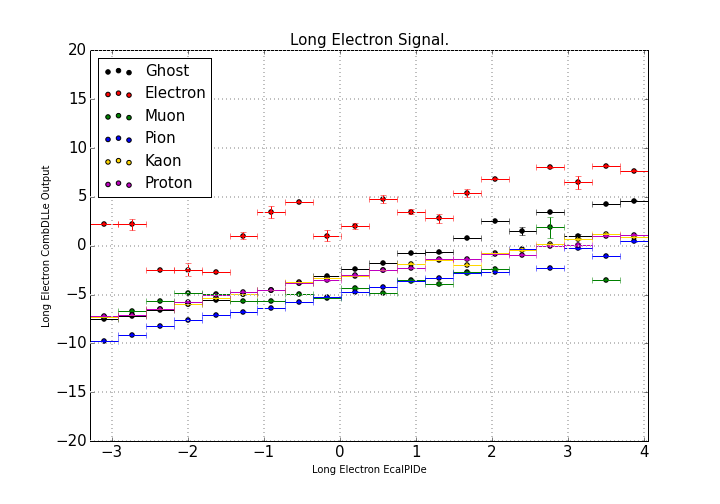 Long Electron Signal.
20
15
10
5
0
−5
−10
−15
−20
Long Electron CombDLLe Output
Ghost
Electron
Muon
Pion
Kaon
Proton
−3 −2 −1 0 1 2 3 4
Long Electron EcalPIDe